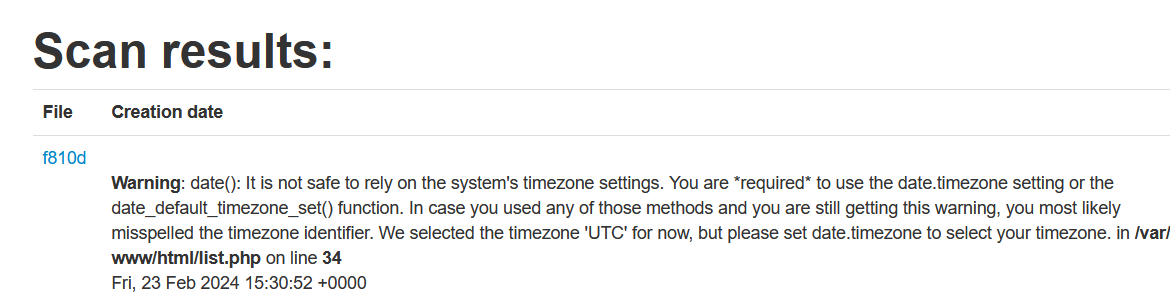 Scan results:
File Creation date
f810d
Warning: date(): It is not safe to rely on the system's timezone settings. You are *required* to use the date.timezone setting or the
date_default_timezone_set() function. In case you used any of those methods and you are still getting this warning, you most likely
misspelled the timezone identifier. We selected the timezone 'UTC' for now, but please set date.timezone to select your timezone. in /var/
www/html/list.php on line 34
Fri, 23 Feb 2024 15:30:52 +0000